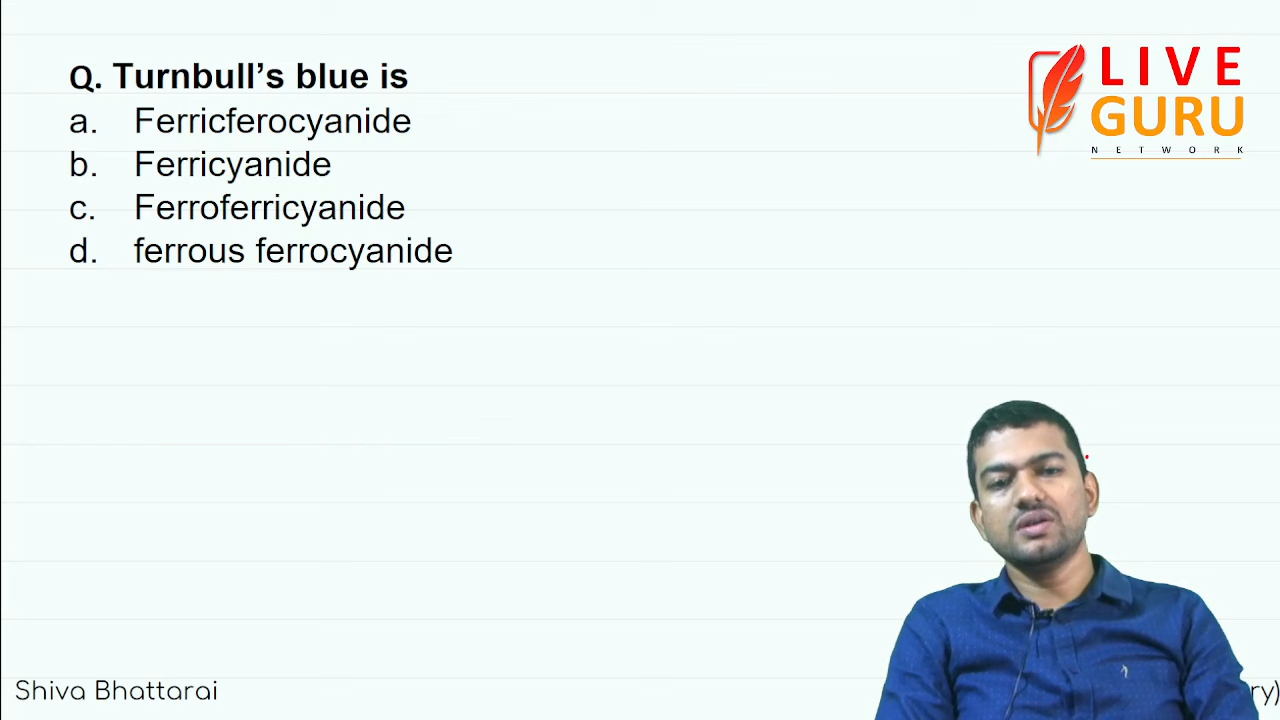 Q. Turnbull’s blue is
a. Ferricferocyanide
b. Ferricyanide
c. Ferroferricyanide
d. ferrous ferrocyanide
LIVE
GURU
NETWORK
Shiva Bhattarai